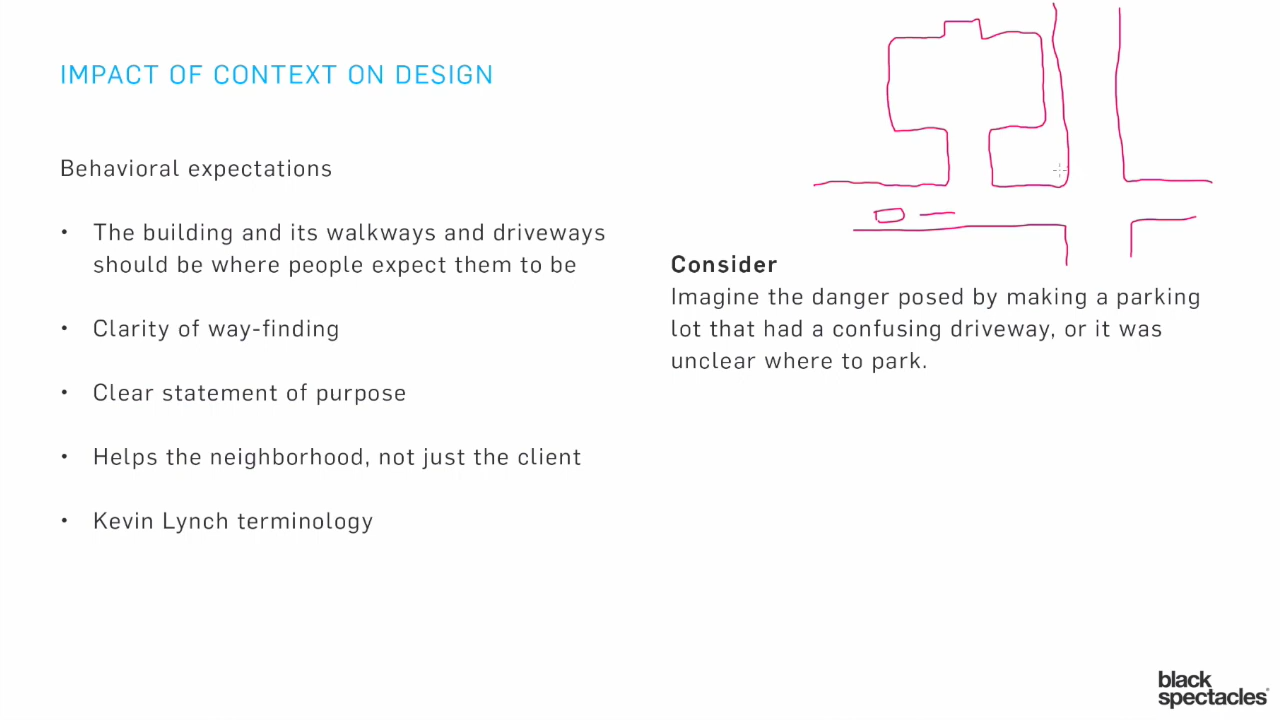 IMPACT OF CONTEXT ON DESIGN
Behavioral expectations
• The building and its walkways and driveways
should be where people expect them to be
• Clarity of way-finding
• Clear statement of purpose
• Helps the neighborhood, not just the client
• Kevin Lynch terminology
Consider
Imagine the danger posed by making a parking
lot that had a confusing driveway, or it was
unclear where to park.
black
spectacles®